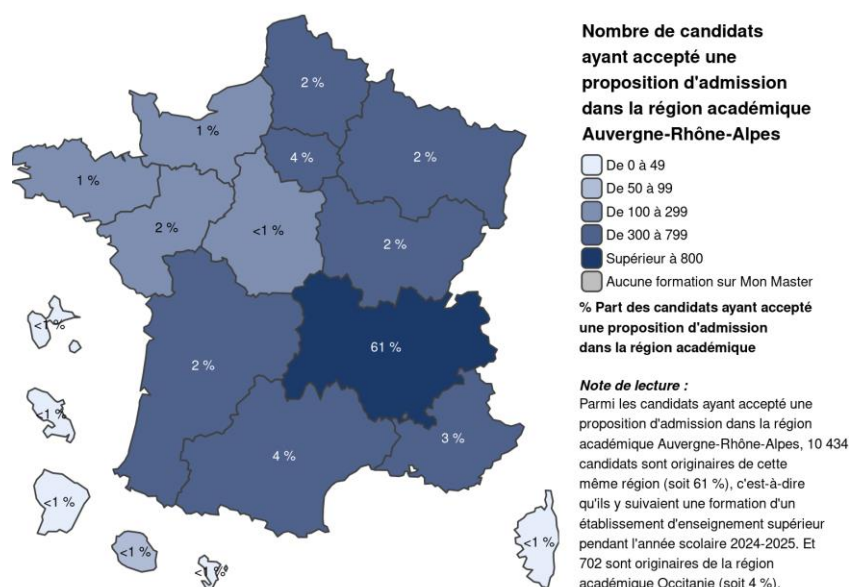 Nombre de candidats
ayant accepté une
proposition d'admission
dans la région académique
Auvergne-Rhône-Alpes
De 0 à 49
De 50 à 99
De 100 à 299
De 300 à 799
Supérieur à 800
Aucune formation sur Mon Master
% Part des candidats ayant accepté
une proposition d'admission
dans la région académique
Note de lecture :
Parmi les candidats ayant accepté une
proposition d'admission dans la région
académique Auvergne-Rhône-Alpes, 10 434
candidats sont originaires de cette
même région (soit 61 %), c'est-à-dire
qu'ils y suivaient une formation d'un
établissement d'enseignement supérieur
pendant l'année scolaire 2024-2025. Et
702 sont originaires de la région
académique Occitanie (soit 4 %).
2 %
1 %
4 %
2 %
1 %
2 %
<1 %
2 %
<1 %
61 %
2 %
<1 %
3 %
4 %
<1 %
<1 %
<1 %
<1 %